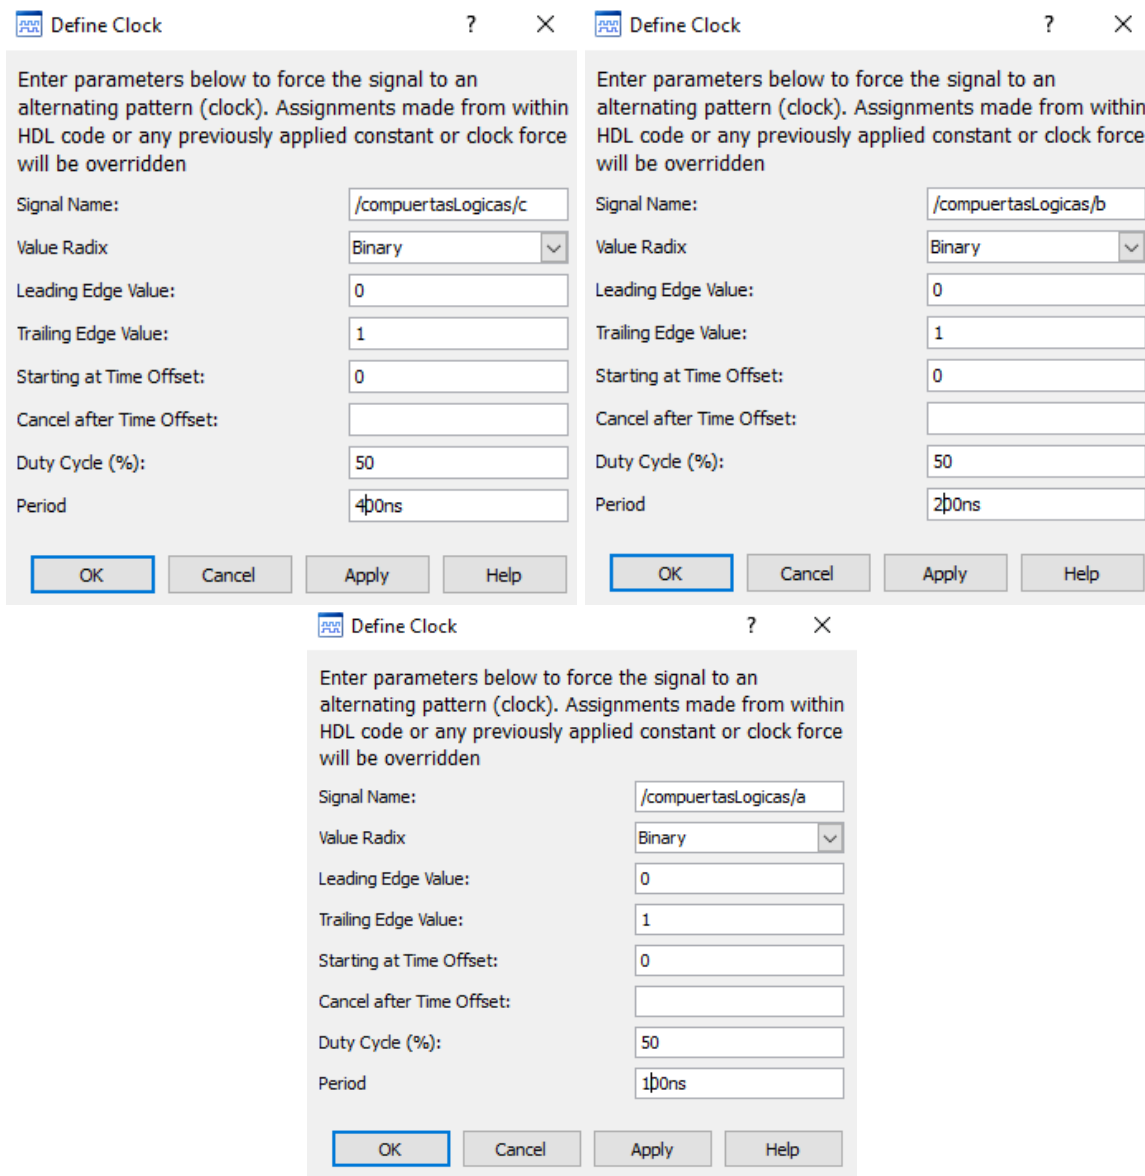 Define Clock ? ×
Enter parameters below to force the signal to an
alternating pattern (clock). Assignments made from within
HDL code or any previously applied constant or clock force
will be overridden
Signal Name: /compuertasLogicas/c
Value Radix Binary
Leading Edge Value: 0
Trailing Edge Value: 1
Starting at Time Offset: 0
Cancel after Time Offset:
Duty Cycle (%): 50
Period 400ns
OK Cancel Apply Help
Define Clock ? ×
Enter parameters below to force the signal to an
alternating pattern (clock). Assignments made from within
HDL code or any previously applied constant or clock force
will be overridden
Signal Name: /compuertasLogicas/b
Value Radix Binary
Leading Edge Value: 0
Trailing Edge Value: 1
Starting at Time Offset: 0
Cancel after Time Offset:
Duty Cycle (%): 50
Period 200ns
OK Cancel Apply Help
Define Clock ? ×
Enter parameters below to force the signal to an
alternating pattern (clock). Assignments made from within
HDL code or any previously applied constant or clock force
will be overridden
Signal Name: /compuertasLogicas/a
Value Radix Binary
Leading Edge Value: 0
Trailing Edge Value: 1
Starting at Time Offset: 0
Cancel after Time Offset:
Duty Cycle (%): 50
Period 100ns
OK Cancel Apply Help